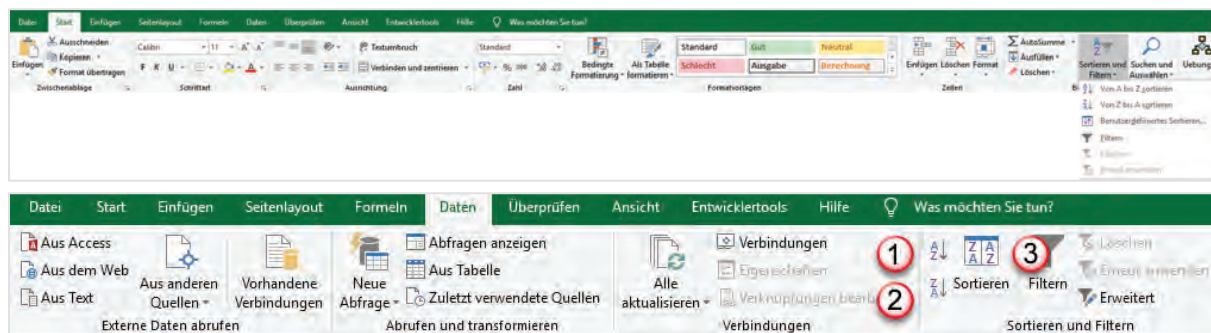 Datei Start Einfügen Seitenlayout Formeln Daten Überprüfen Ansicht Entwicklertools Hilfe Was möchten Sie tun?
Einfügen
Ausschneiden
Kopieren
Format übertragen
Zwischenablage
Calibri 11 A A
F K U A
Schriftart
Textumbruch
Verbinden und zentrieren
Ausrichtung
Standard
% 000
Zahl
Bedingte Formatierung
Als Tabelle formatieren
Standard Gut Neutral
Schlecht Ausgabe Berechnung
Formatvorlagen
Einfügen Löschen Format
Zellen
AutoSumme
Ausfüllen
Löschen
Sortieren und Filtern
Suchen und Auswählen
Von A bis Z sortieren
Von Z bis A sortieren
Benutzerdefiniertes Sortieren...
Filtern
Löschen
Erneut anwenden
Datei Start Einfügen Seitenlayout Formeln Daten Überprüfen Ansicht Entwicklertools Hilfe Was möchten Sie tun?
Aus Access
Aus dem Web
Aus Text
Aus anderen
Quellen
Vorhandene
Verbindungen
Externe Daten abrufen
Neue
Abfrage
Abfragen anzeigen
Aus Tabelle
Zuletzt verwendete Quellen
Abrufen und transformieren
Alle
aktualisieren
Verbindungen
Eigenschaften
Verknüpfungen
Verbindungen
1
2
Sortieren
3
Filtern
Löschen
Erneut anwenden
Erweitert
Sortieren und Filtern